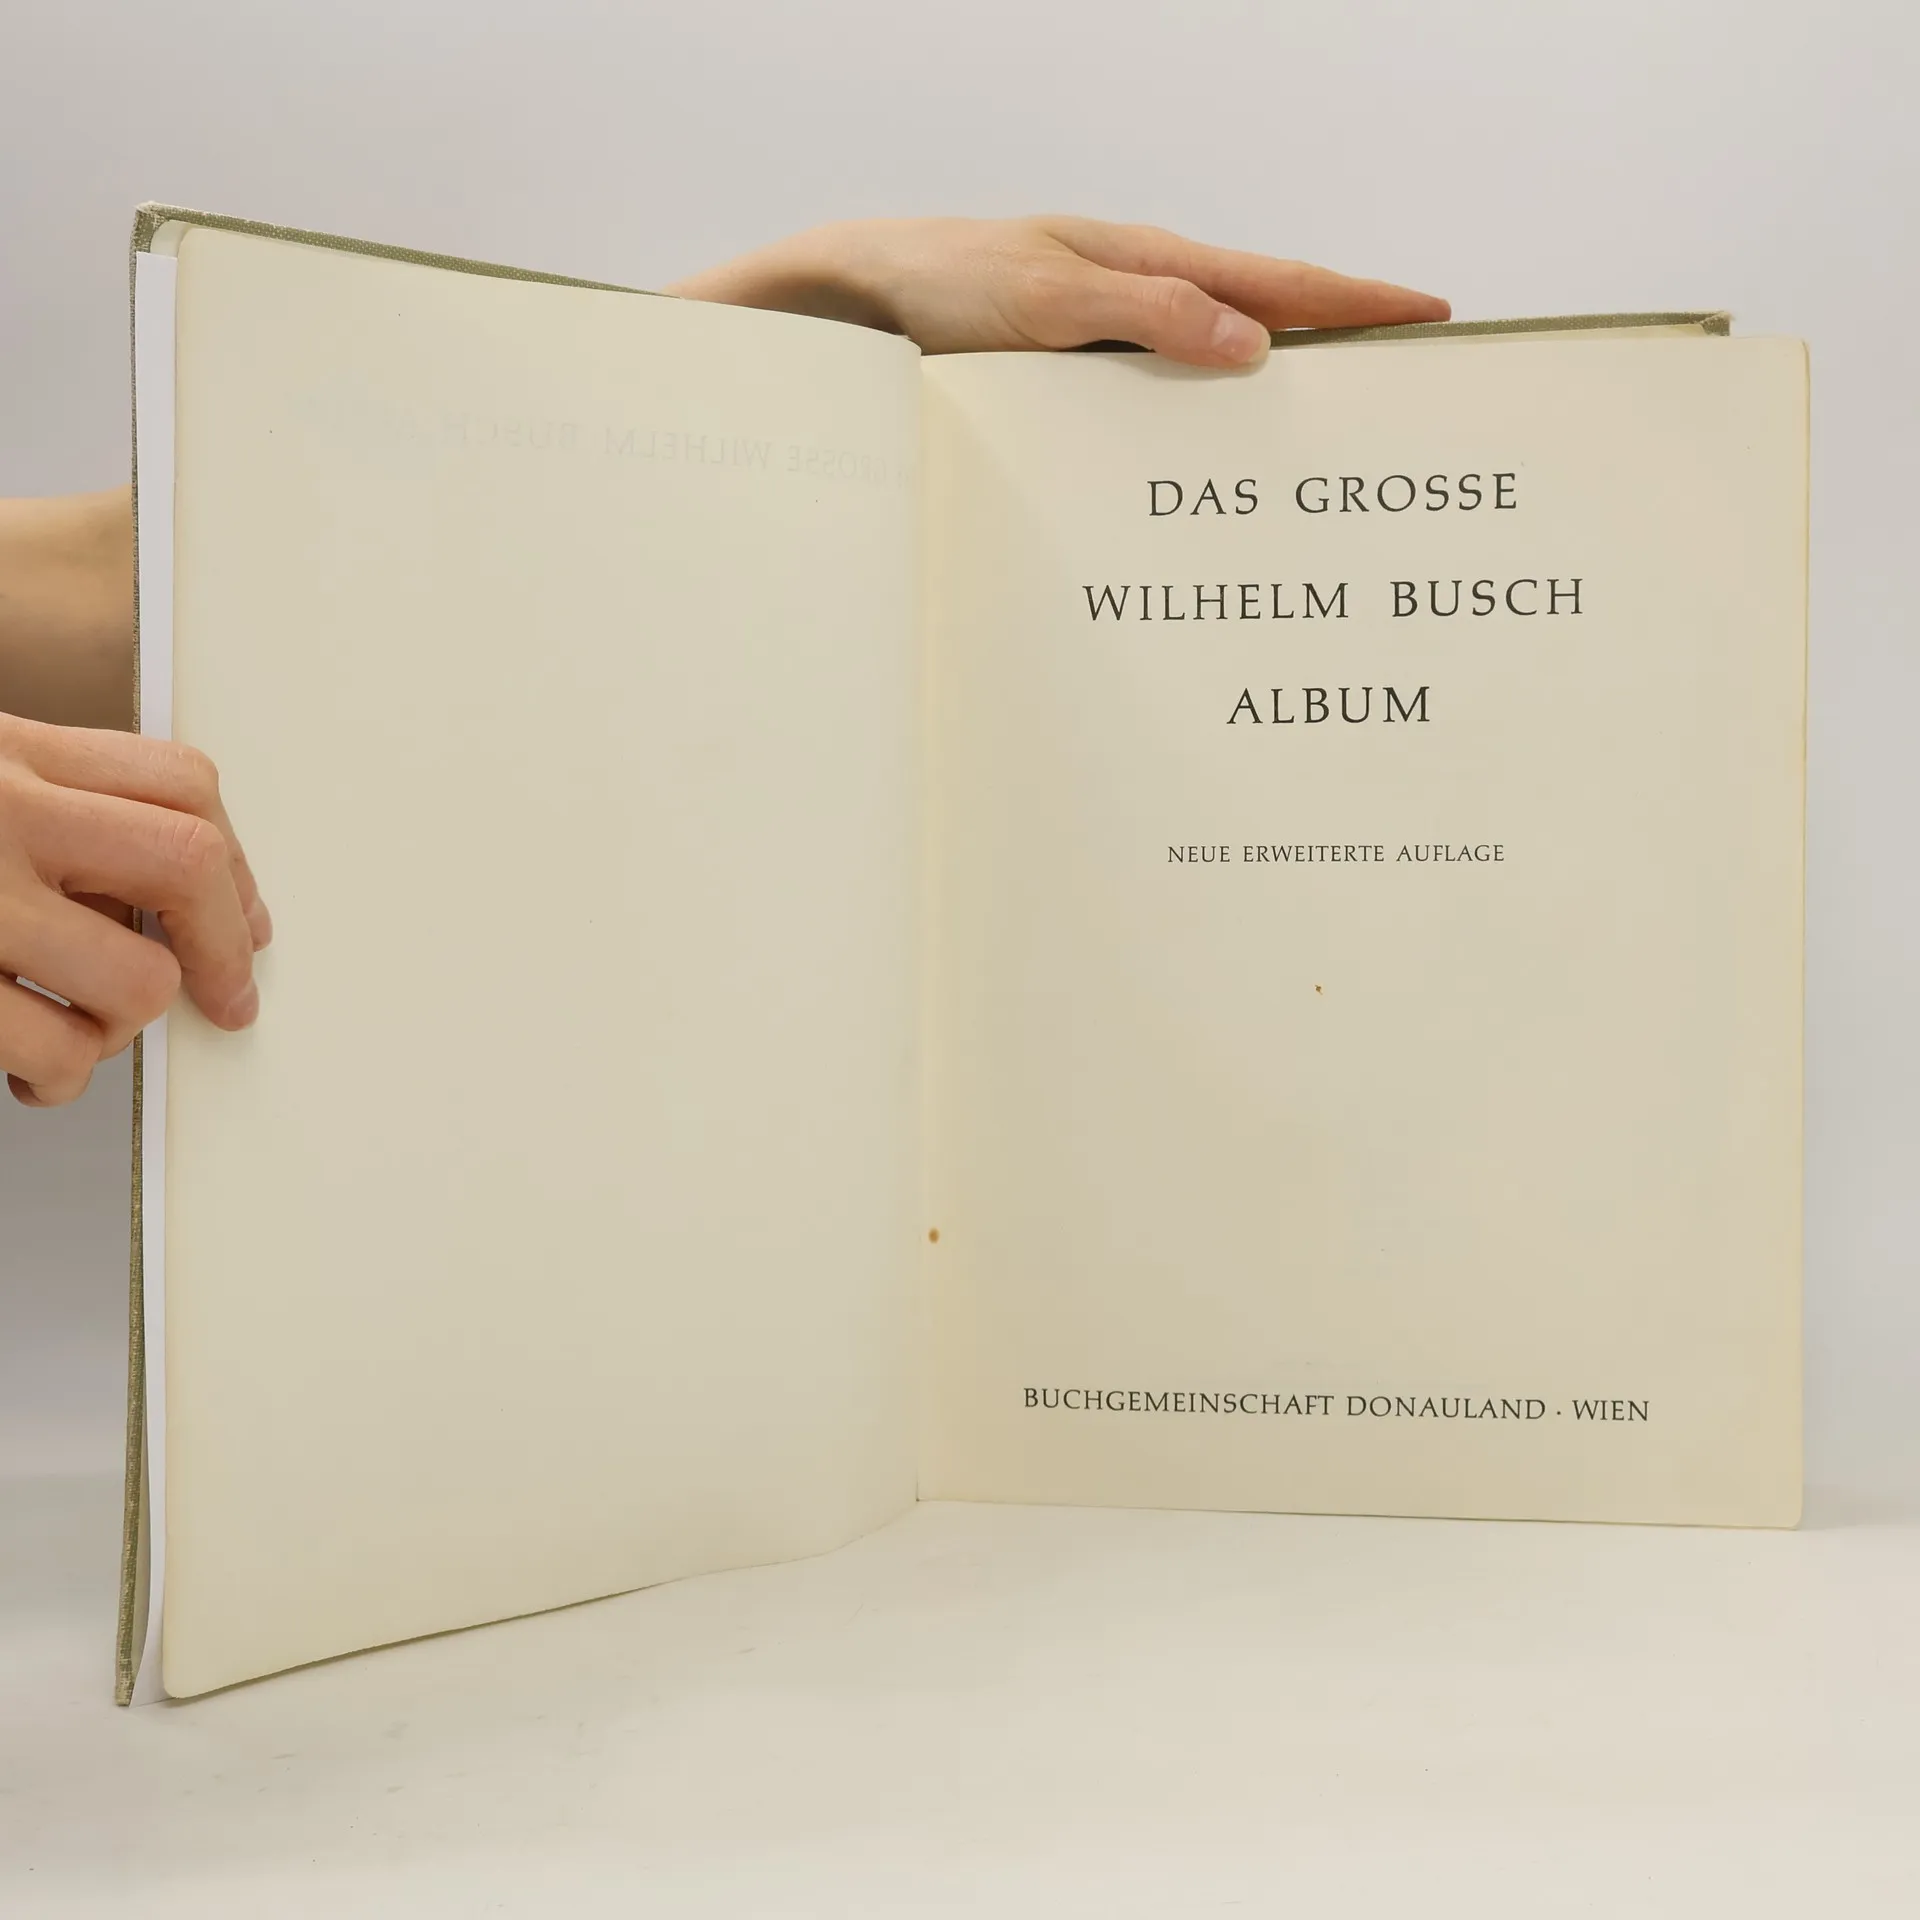 DAS GROSSE
WILHELM BUSCH
ALBUM
NEUE ERWEITERTE AUFLAGE
BUCHGEMEINSCHAFT DONAULAND · WIEN